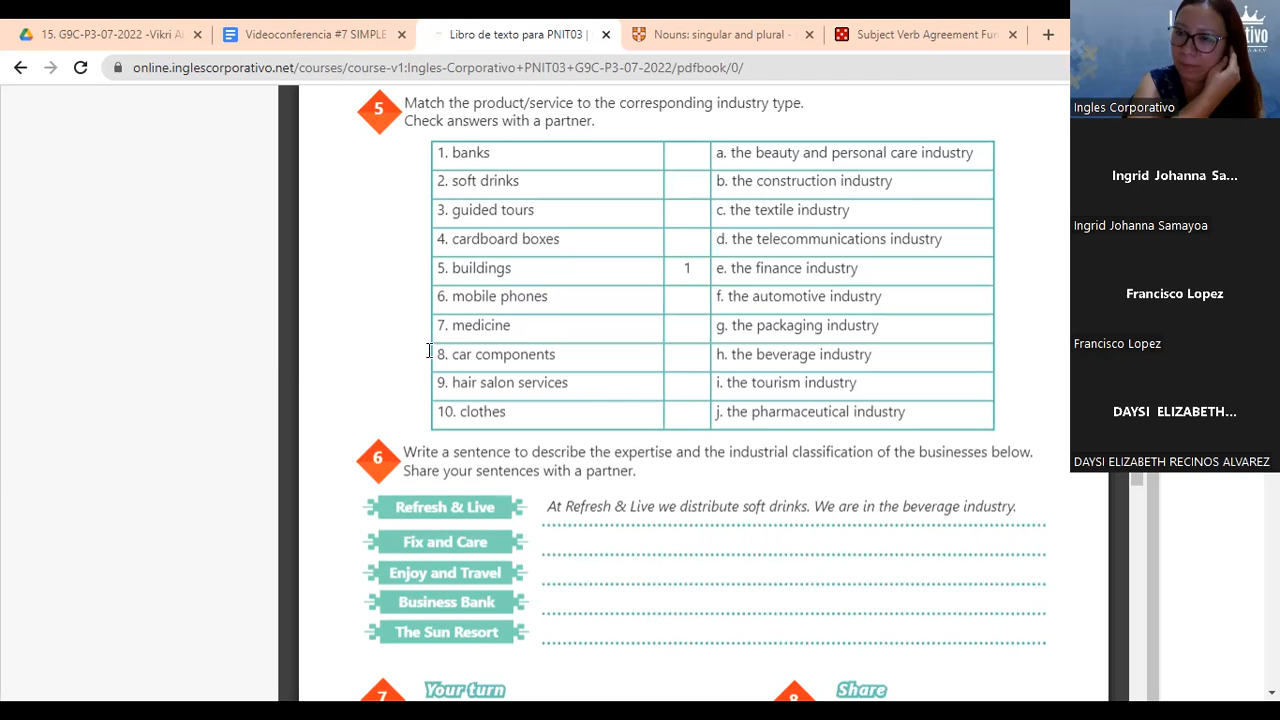 15. G9C-P3-07-2022 -Vikri Al
Videoconferencia #7 SIMPLE
Libro de texto para PNIT03 |
Nouns: singular and plural -
Subject Verb Agreement Fun
online.inglescorporativo.net/courses/course-v1:Ingles-Corporativo+PNIT03+G9C-P3-07-2022/pdfbook/0/
5 Match the product/service to the corresponding industry type.
Check answers with a partner.
1. banks a. the beauty and personal care industry
2. soft drinks b. the construction industry
3. guided tours c. the textile industry
4. cardboard boxes d. the telecommunications industry
5. buildings 1 e. the finance industry
6. mobile phones f. the automotive industry
7. medicine g. the packaging industry
8. car components h. the beverage industry
9. hair salon services i. the tourism industry
10. clothes j. the pharmaceutical industry
6 Write a sentence to describe the expertise and the industrial classification of the businesses below.
Share your sentences with a partner.
Refresh & Live At Refresh & Live we distribute soft drinks. We are in the beverage industry.
Fix and Care
Enjoy and Travel
Business Bank
The Sun Resort
7 Your turn
8 Share
Ingles Corporativo
Ingrid Johanna Sa...
Ingrid Johanna Samayoa
Francisco Lopez
Francisco Lopez
DAYSI ELIZABETH...
DAYSI ELIZABETH RECINOS ALVAREZ